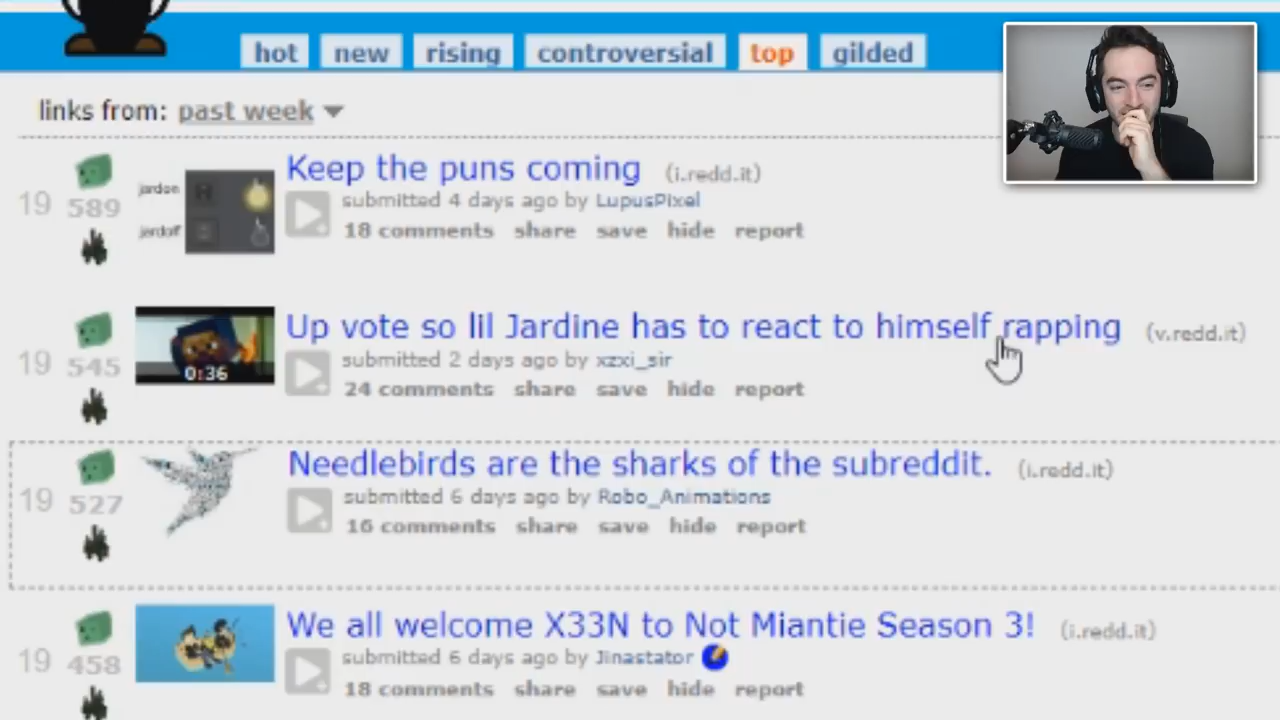 hot new rising controversial top gilded
links from: past week
Keep the puns coming (i.redd.it)
19 589 jardon
submitted 4 days ago by LupusPixel
jardoff
18 comments share save hide report
Up vote so lil Jardine has to react to himself rapping (v.redd.it)
19 545
submitted 2 days ago by xzxi_sir
0:36
24 comments share save hide report
Needlebirds are the sharks of the subreddit. (i.redd.it)
19 527
submitted 6 days ago by Robo_Animations
16 comments share save hide report
We all welcome X33N to Not Miantie Season 3! (i.redd.it)
19 458
submitted 6 days ago by Jinastator
18 comments share save hide report